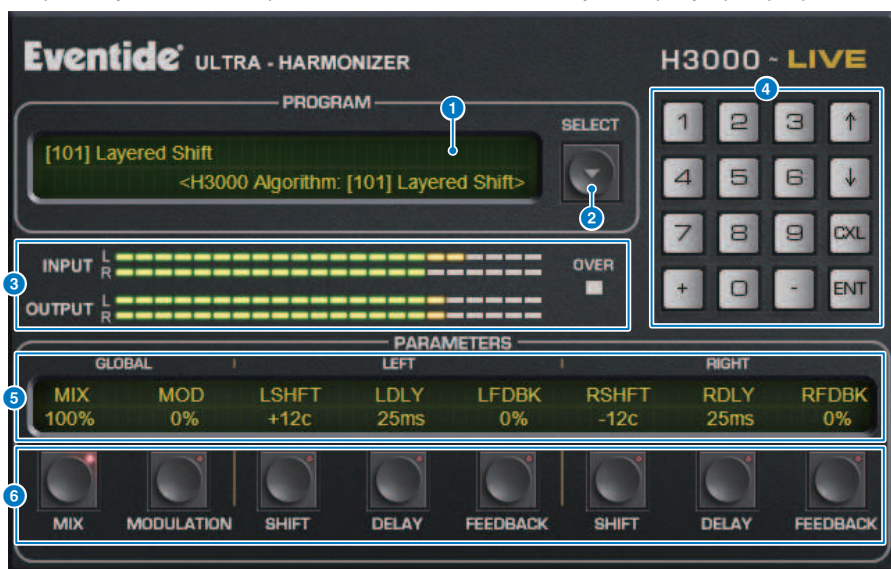 Eventide® ULTRA - HARMONIZER
H3000 ~ LIVE
PROGRAM
1
4
SELECT
[101] Layered Shift
<H3000 Algorithm: [101] Layered Shift>
2
1 2 3 ↑
4 5 6 ↓
7 8 9 CXL
+ 0 - ENT
3
INPUT L
R
OVER
OUTPUT L
R
PARAMETERS
GLOBAL LEFT RIGHT
5
MIX MOD LSHFT LDLY LFDBK RSHFT RDLY RFDBK
100% 0% +12c 25ms 0% -12c 25ms 0%
6
MIX MODULATION SHIFT DELAY FEEDBACK SHIFT DELAY FEEDBACK